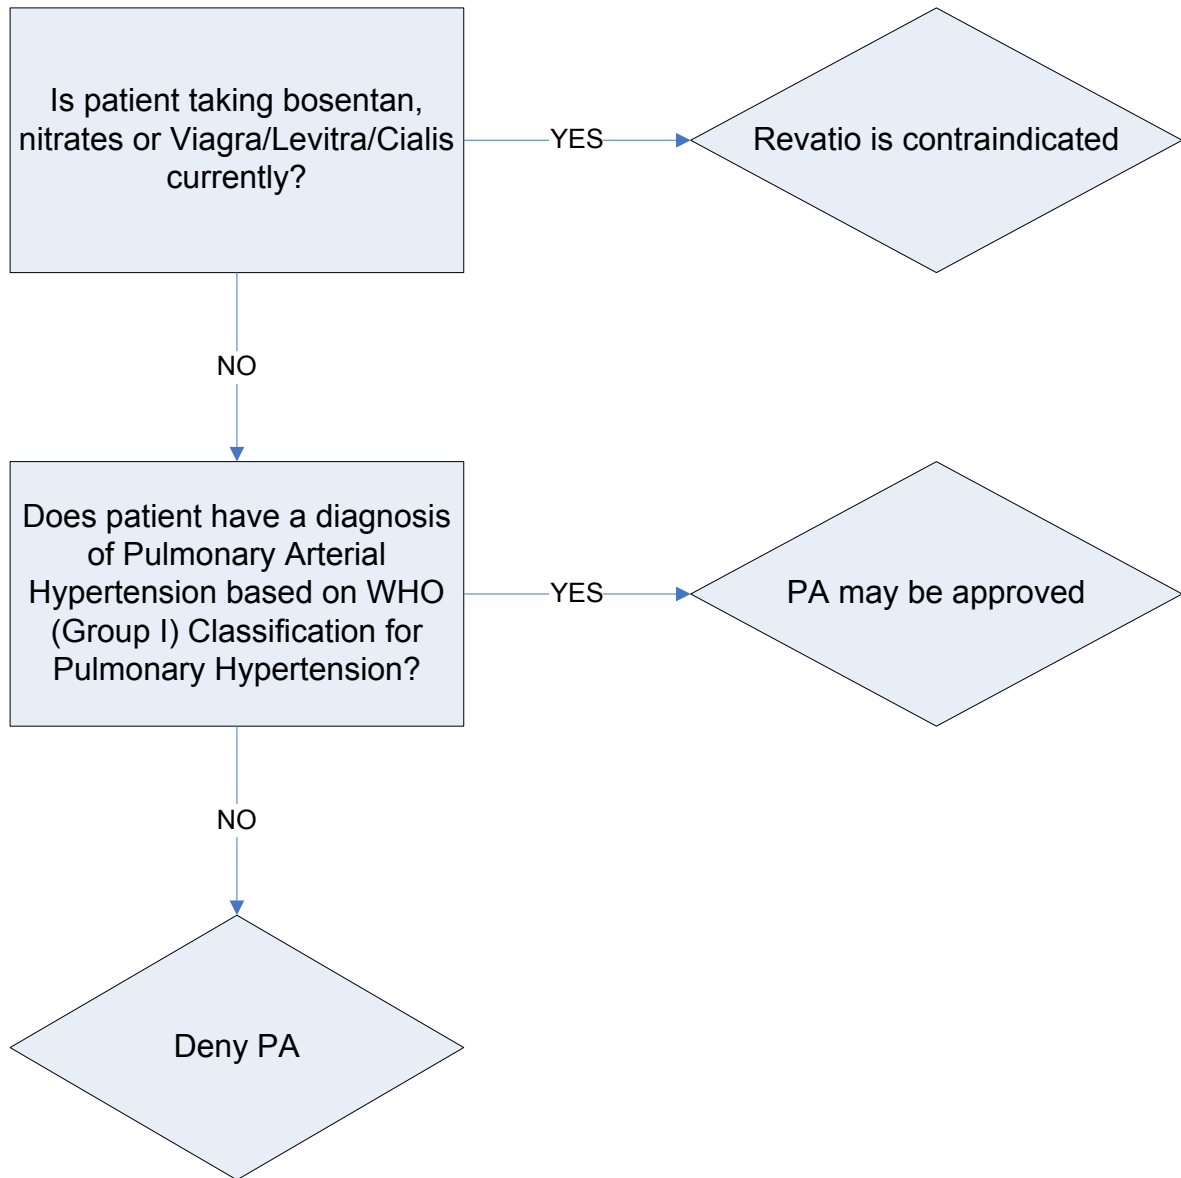 Is patient taking bosentan,
nitrates or Viagra/Levitra/Cialis
currently?
YES
Revatio is contraindicated
NO
Does patient have a diagnosis
of Pulmonary Arterial
Hypertension based on WHO
(Group I) Classification for
Pulmonary Hypertension?
YES
PA may be approved
NO
Deny PA